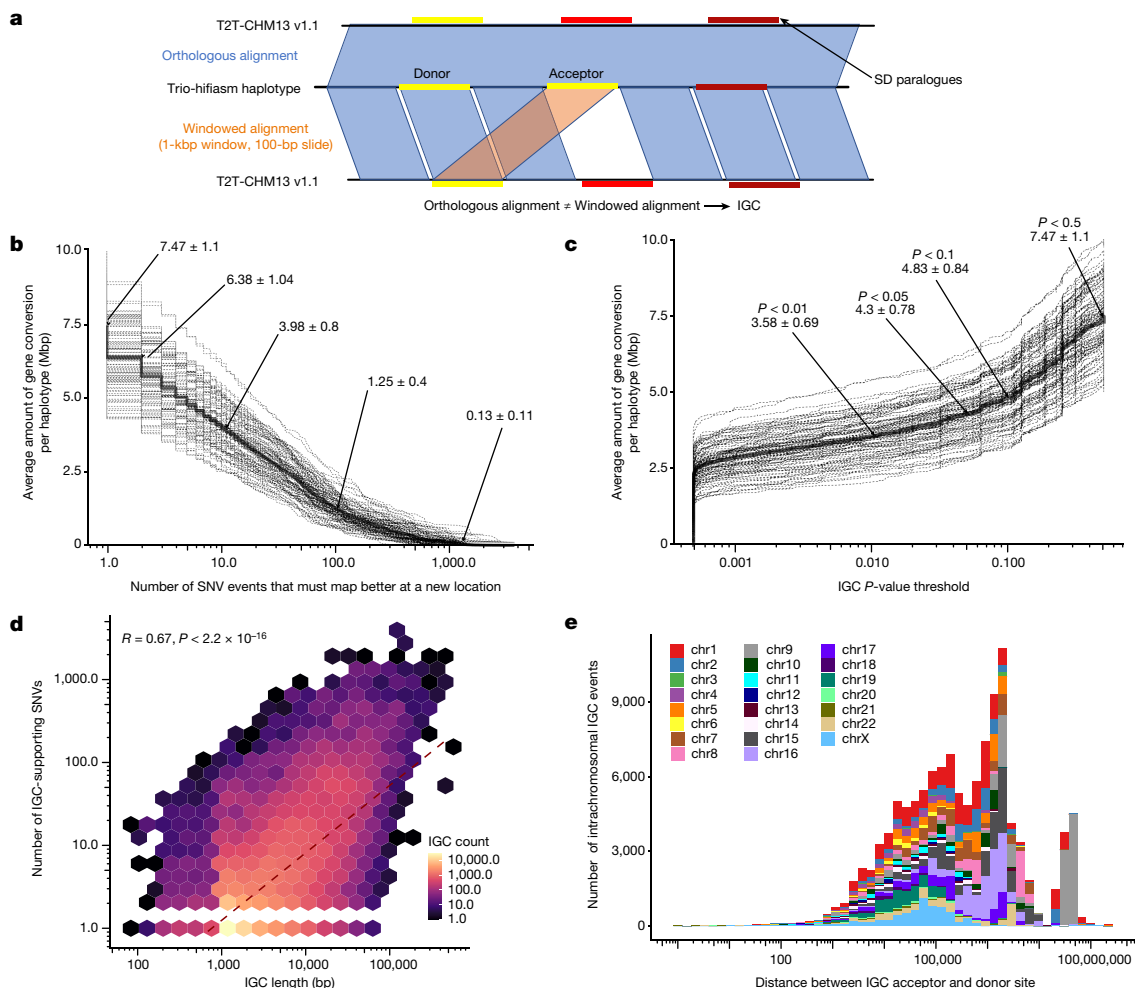 a
T2T-CHM13 v1.1
Orthologous alignment
Donor
Acceptor
Trio-hifiasm haplotype
SD paralogues
Windowed alignment
(1-kbp window, 100-bp slide)
T2T-CHM13 v1.1
Orthologous alignment ≠ Windowed alignment → IGC
b
Average amount of gene conversion
per haplotype (Mbp)
10.0
7.5
5.0
2.5
0
7.47 ± 1.1
6.38 ± 1.04
3.98 ± 0.8
1.25 ± 0.4
0.13 ± 0.11
1.0
10.0
100.0
1,000.0
Number of SNV events that must map better at a new location
c
Average amount of gene conversion
per haplotype (Mbp)
10.0
7.5
5.0
2.5
0
P < 0.01
3.58 ± 0.69
P < 0.05
4.3 ± 0.78
P < 0.1
4.83 ± 0.84
P < 0.5
7.47 ± 1.1
0.001
0.010
0.100
IGC P-value threshold
d
R = 0.67, P < 2.2 × 10⁻¹⁶
Number of IGC-supporting SNVs
1,000.0
100.0
10.0
1.0
IGC count
10,000.0
1,000.0
100.0
10.0
1.0
100
1,000
10,000
100,000
IGC length (bp)
e
Number of intrachromosomal IGC events
9,000
6,000
3,000
0
chr1
chr2
chr3
chr4
chr5
chr6
chr7
chr8
chr9
chr10
chr11
chr12
chr13
chr14
chr15
chr16
chr17
chr18
chr19
chr20
chr21
chr22
chrX
100
100,000
100,000,000
Distance between IGC acceptor and donor site